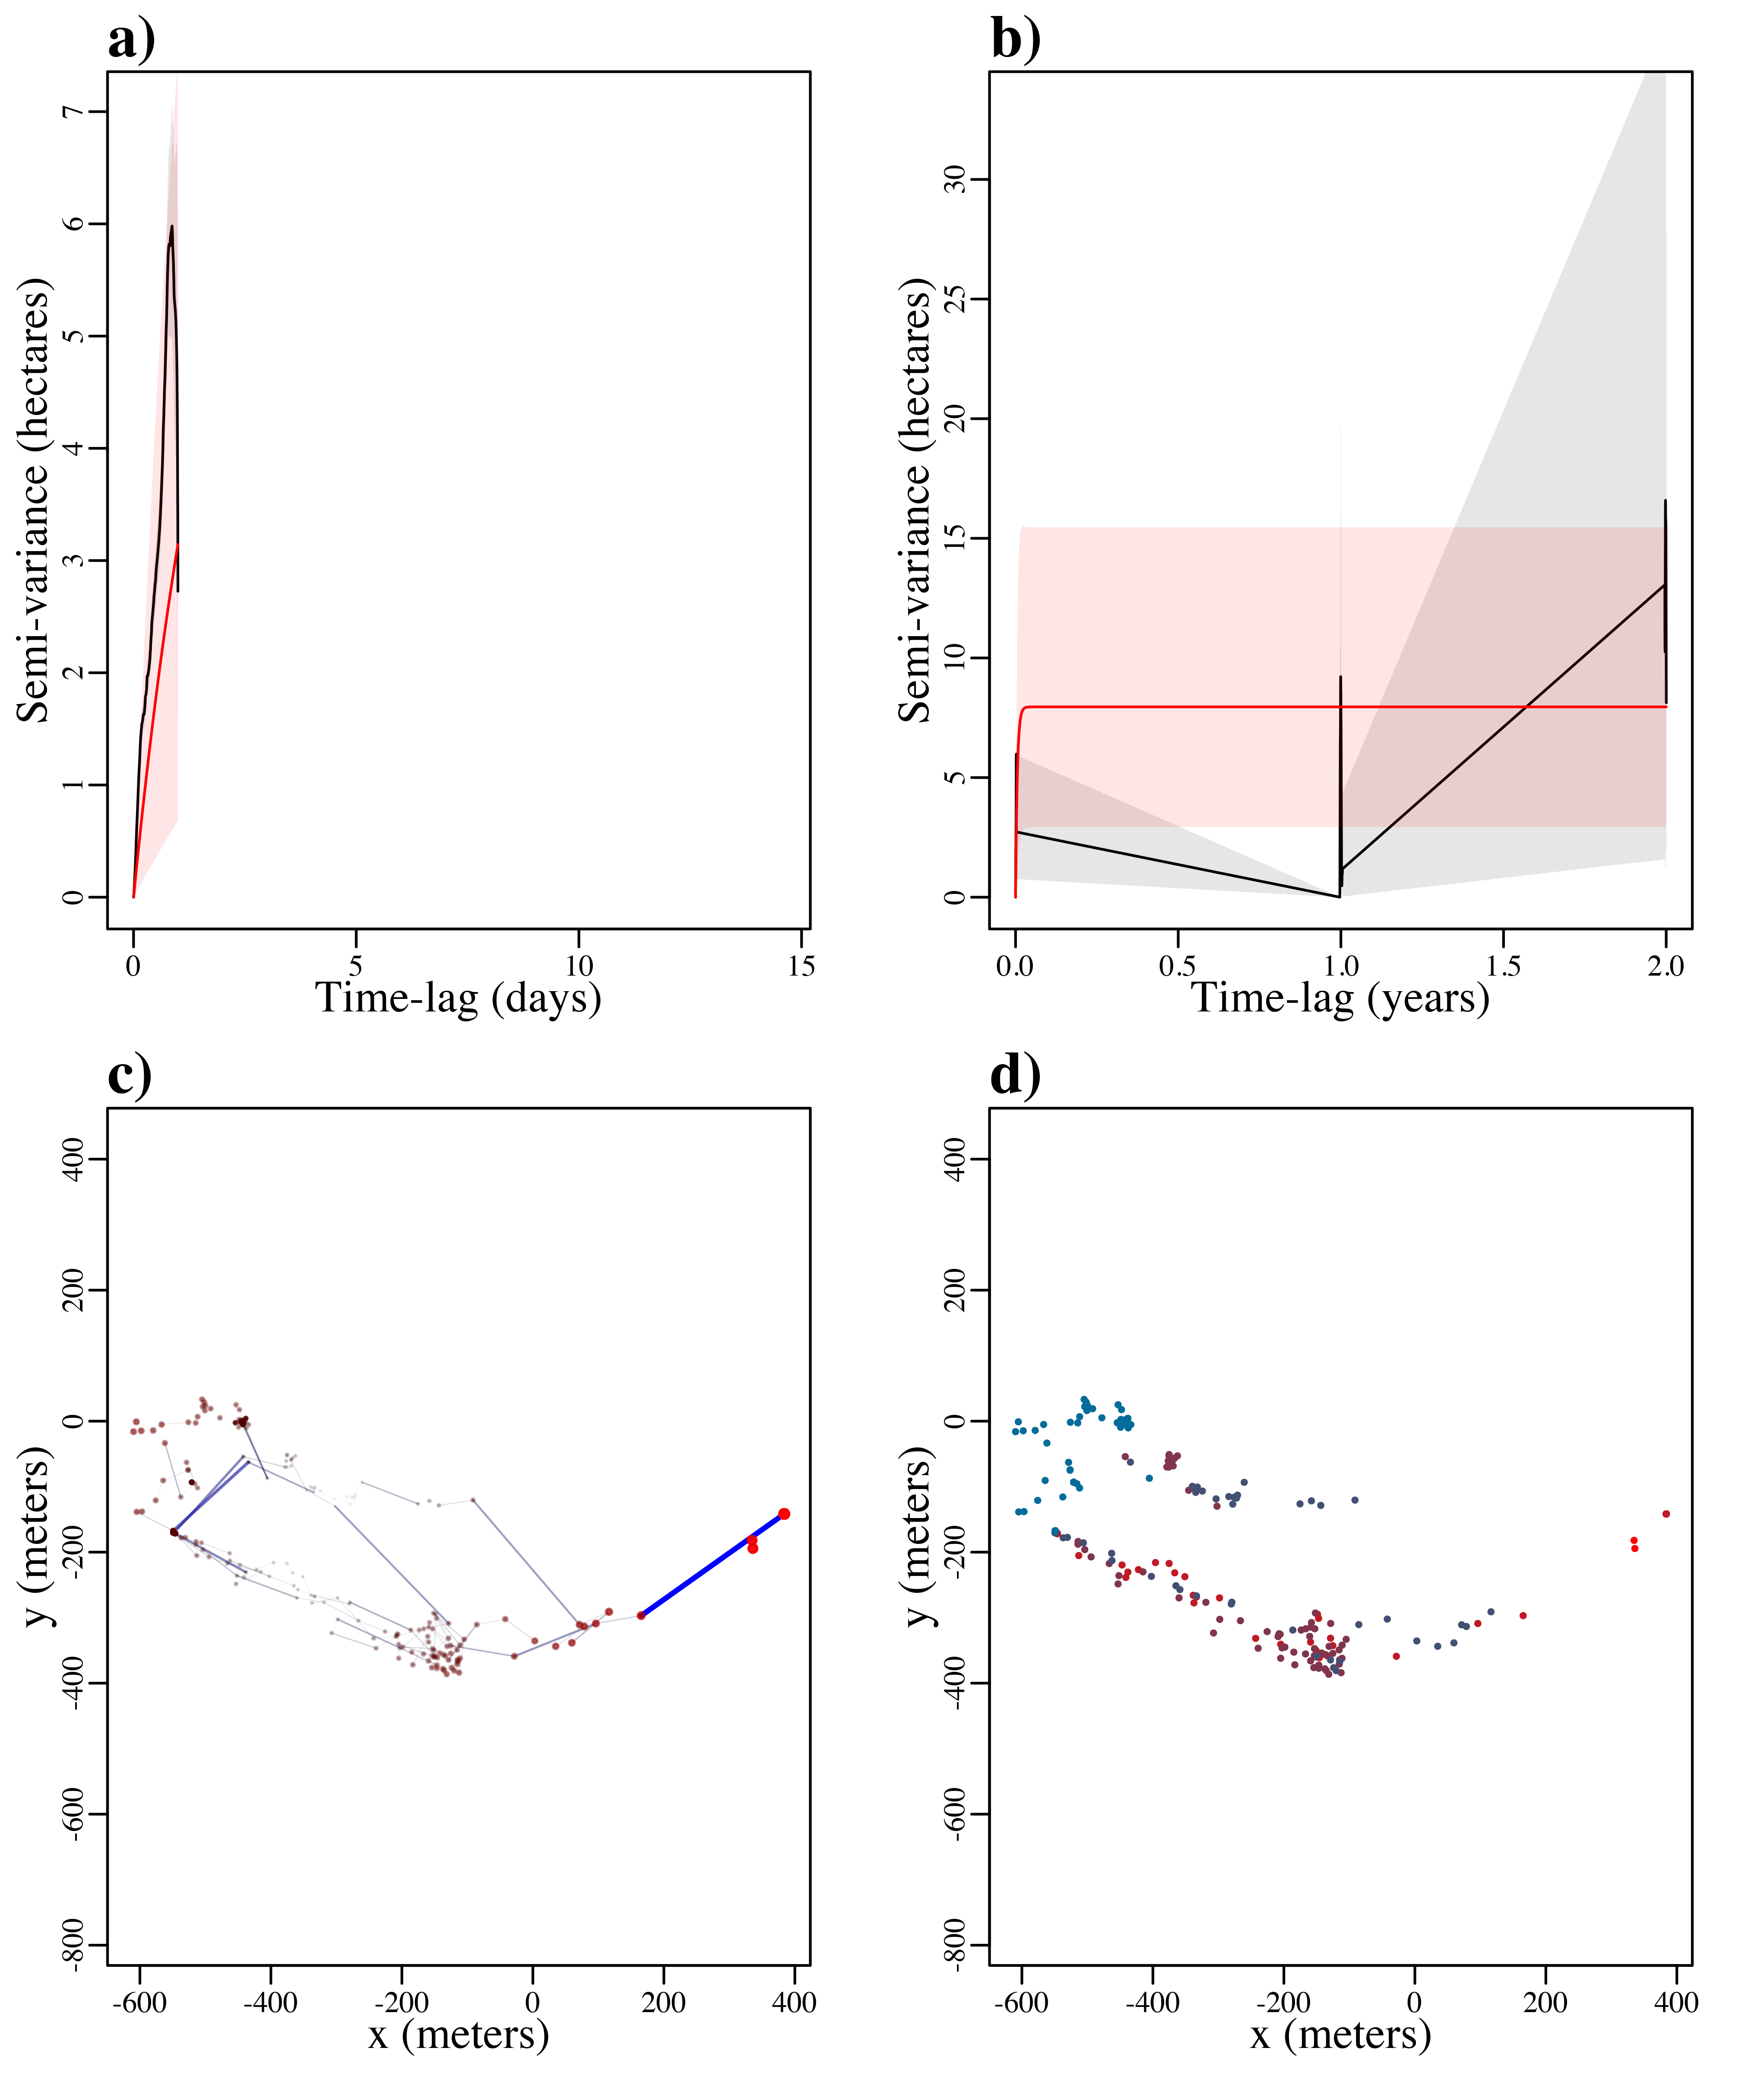 a)
Semi-variance (hectares)
7
6
5
4
3
2
1
0
0 5 10 15
Time-lag (days)
b)
Semi-variance (hectares)
30
25
20
15
10
5
0
0.0 0.5 1.0 1.5 2.0
Time-lag (years)
c)
y (meters)
400
200
0
-200
-400
-600
-800
-600 -400 -200 0 200 400
x (meters)
d)
y (meters)
400
200
0
-200
-400
-600
-800
-600 -400 -200 0 200 400
x (meters)